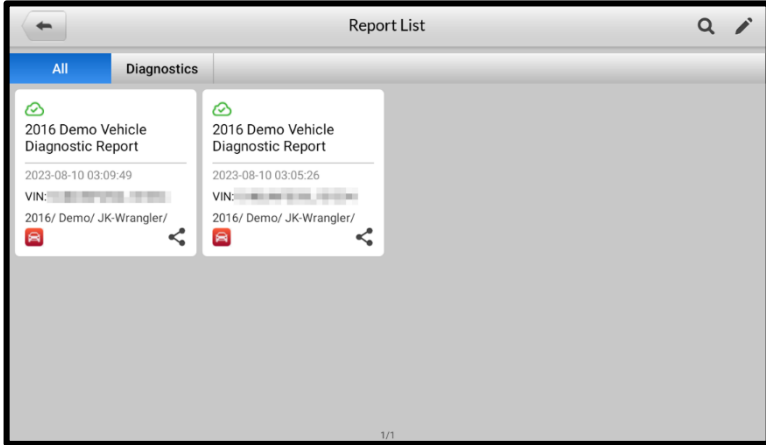 Report List
All
Diagnostics
2016 Demo Vehicle
Diagnostic Report
2023-08-10 03:09:49
VIN:
2016/ Demo/ JK-Wrangler/
2016 Demo Vehicle
Diagnostic Report
2023-08-10 03:05:26
VIN:
2016/ Demo/ JK-Wrangler/
1/1